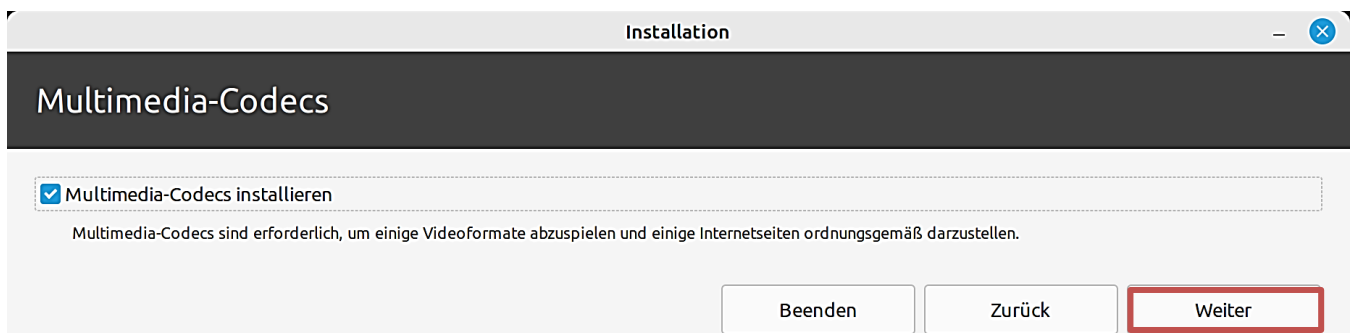 Installation
Multimedia-Codecs
Multimedia-Codecs installieren
Multimedia-Codecs sind erforderlich, um einige Videoformate abzuspielen und einige Internetseiten ordnungsgemäß darzustellen.
Beenden Zurück Weiter